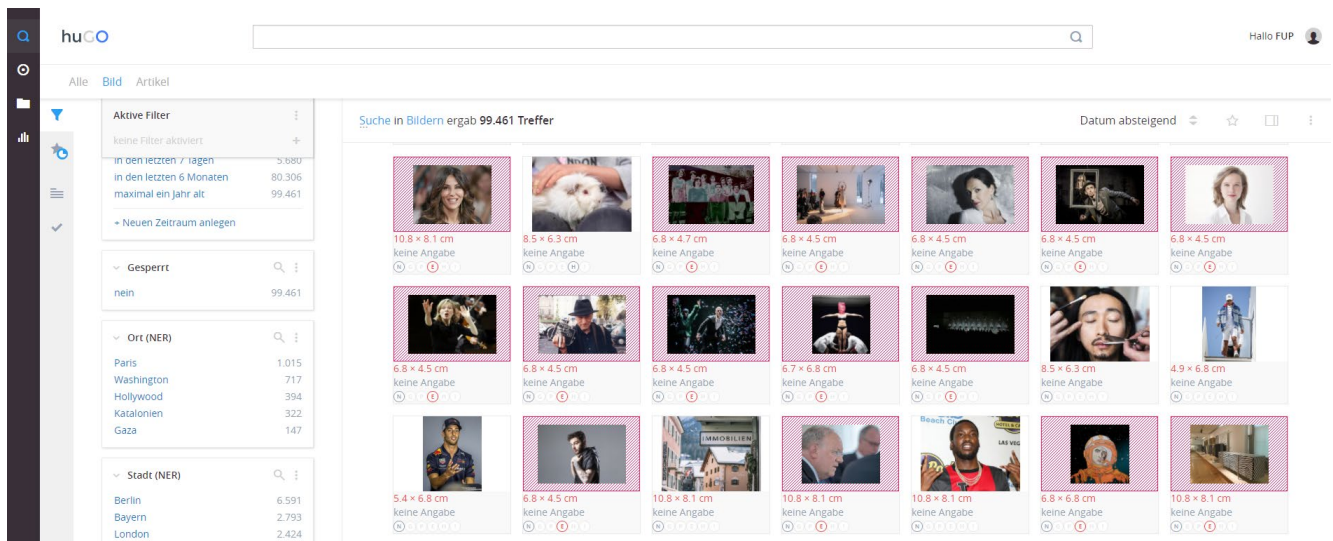 huGO
Hallo FUP
Alle Bild Artikel
Aktive Filter
keine Filter aktiviert +
in den letzten 7 Tagen 5.680
in den letzten 6 Monaten 80.306
maximal ein Jahr alt 99.461
+ Neuen Zeitraum anlegen
Gesperrt
nein 99.461
Ort (NER)
Paris 1.015
Washington 717
Hollywood 394
Katalonien 322
Gaza 147
Stadt (NER)
Berlin 6.591
Bayern 2.793
London 2.424
Suche in Bildern ergab 99.461 Treffer
Datum absteigend
10.8 × 8.1 cm 8.5 × 6.3 cm 6.8 × 4.7 cm 6.8 × 4.5 cm 6.8 × 4.5 cm 6.8 × 4.5 cm 6.8 × 4.5 cm
keine Angabe keine Angabe keine Angabe keine Angabe keine Angabe keine Angabe keine Angabe
6.8 × 4.5 cm 6.8 × 4.5 cm 6.8 × 4.5 cm 6.7 × 6.8 cm 6.8 × 4.5 cm 8.5 × 6.3 cm 4.9 × 6.8 cm
keine Angabe keine Angabe keine Angabe keine Angabe keine Angabe keine Angabe keine Angabe
IMMOBILIEN
LAS VEG
5.4 × 6.8 cm 6.8 × 4.5 cm 10.8 × 8.1 cm 10.8 × 8.1 cm 10.8 × 8.1 cm 6.8 × 6.8 cm 10.8 × 8.1 cm
keine Angabe keine Angabe keine Angabe keine Angabe keine Angabe keine Angabe keine Angabe